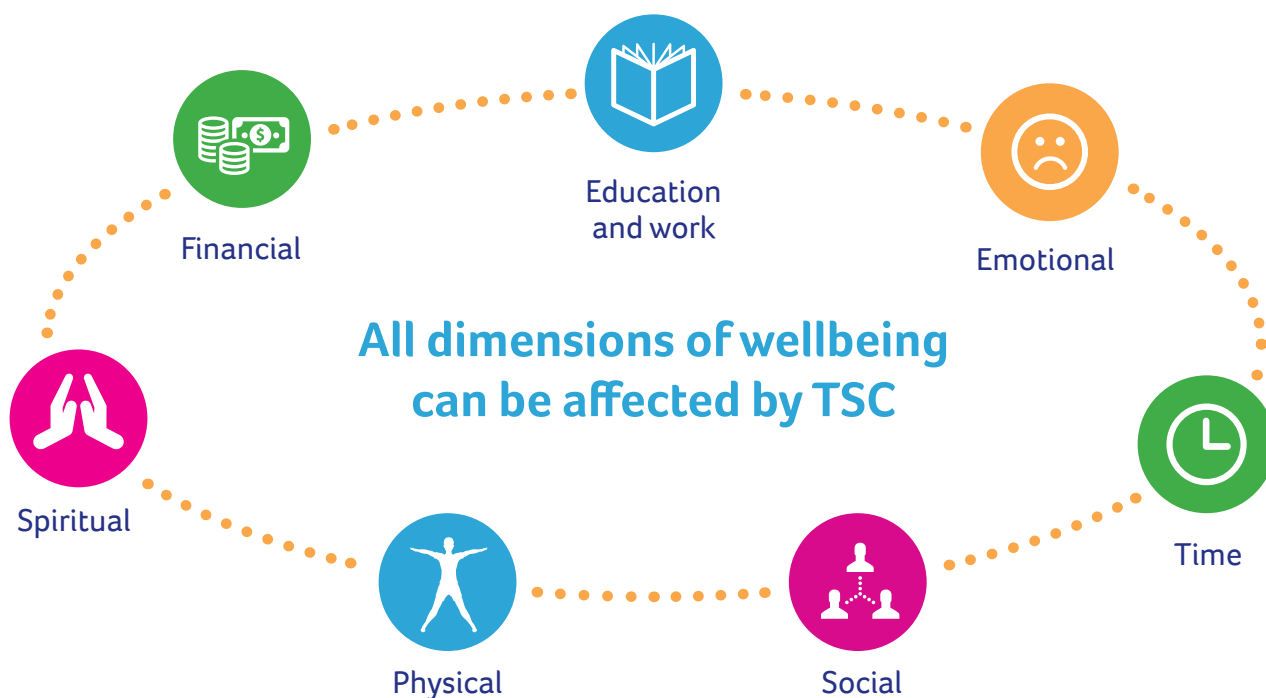 Education
and work
Financial
Emotional
All dimensions of wellbeing
can be affected by TSC
Spiritual
Time
Physical
Social
$